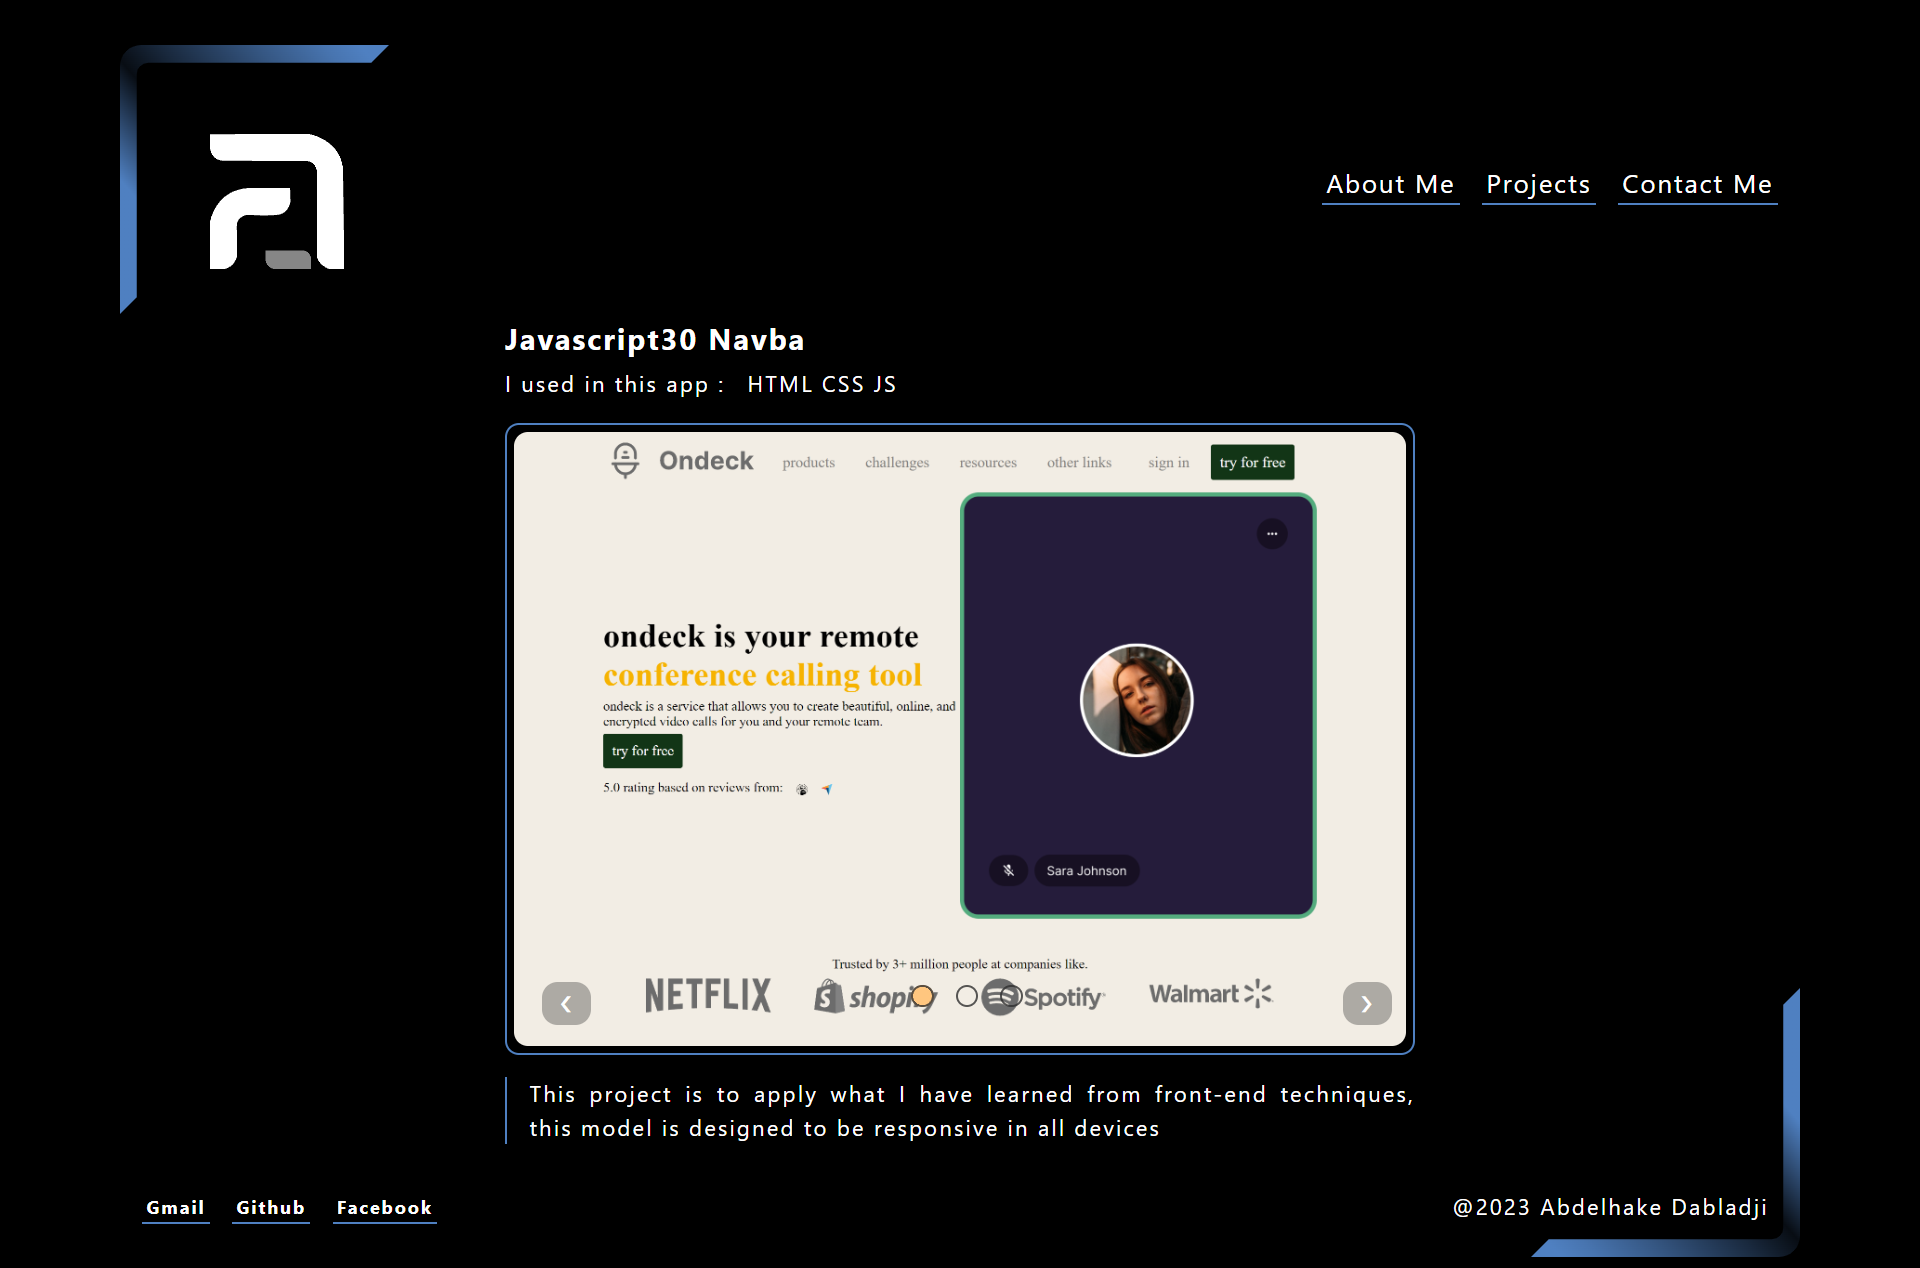 About Me Projects Contact Me
Javascript30 Navba
I used in this app : HTML CSS JS
Ondeck products challenges resources other links sign in try for free
ondeck is your remote
conference calling tool
ondeck is a service that allows you to create beautiful, online, and
encrypted video calls for you and your remote team.
try for free
5.0 rating based on reviews from:
Sara Johnson
Trusted by 3+ million people at companies like.
NETFLIX shopify Spotify Walmart
This project is to apply what I have learned from front-end techniques,
this model is designed to be responsive in all devices
Gmail Github Facebook
@2023 Abdelhake Dabladji